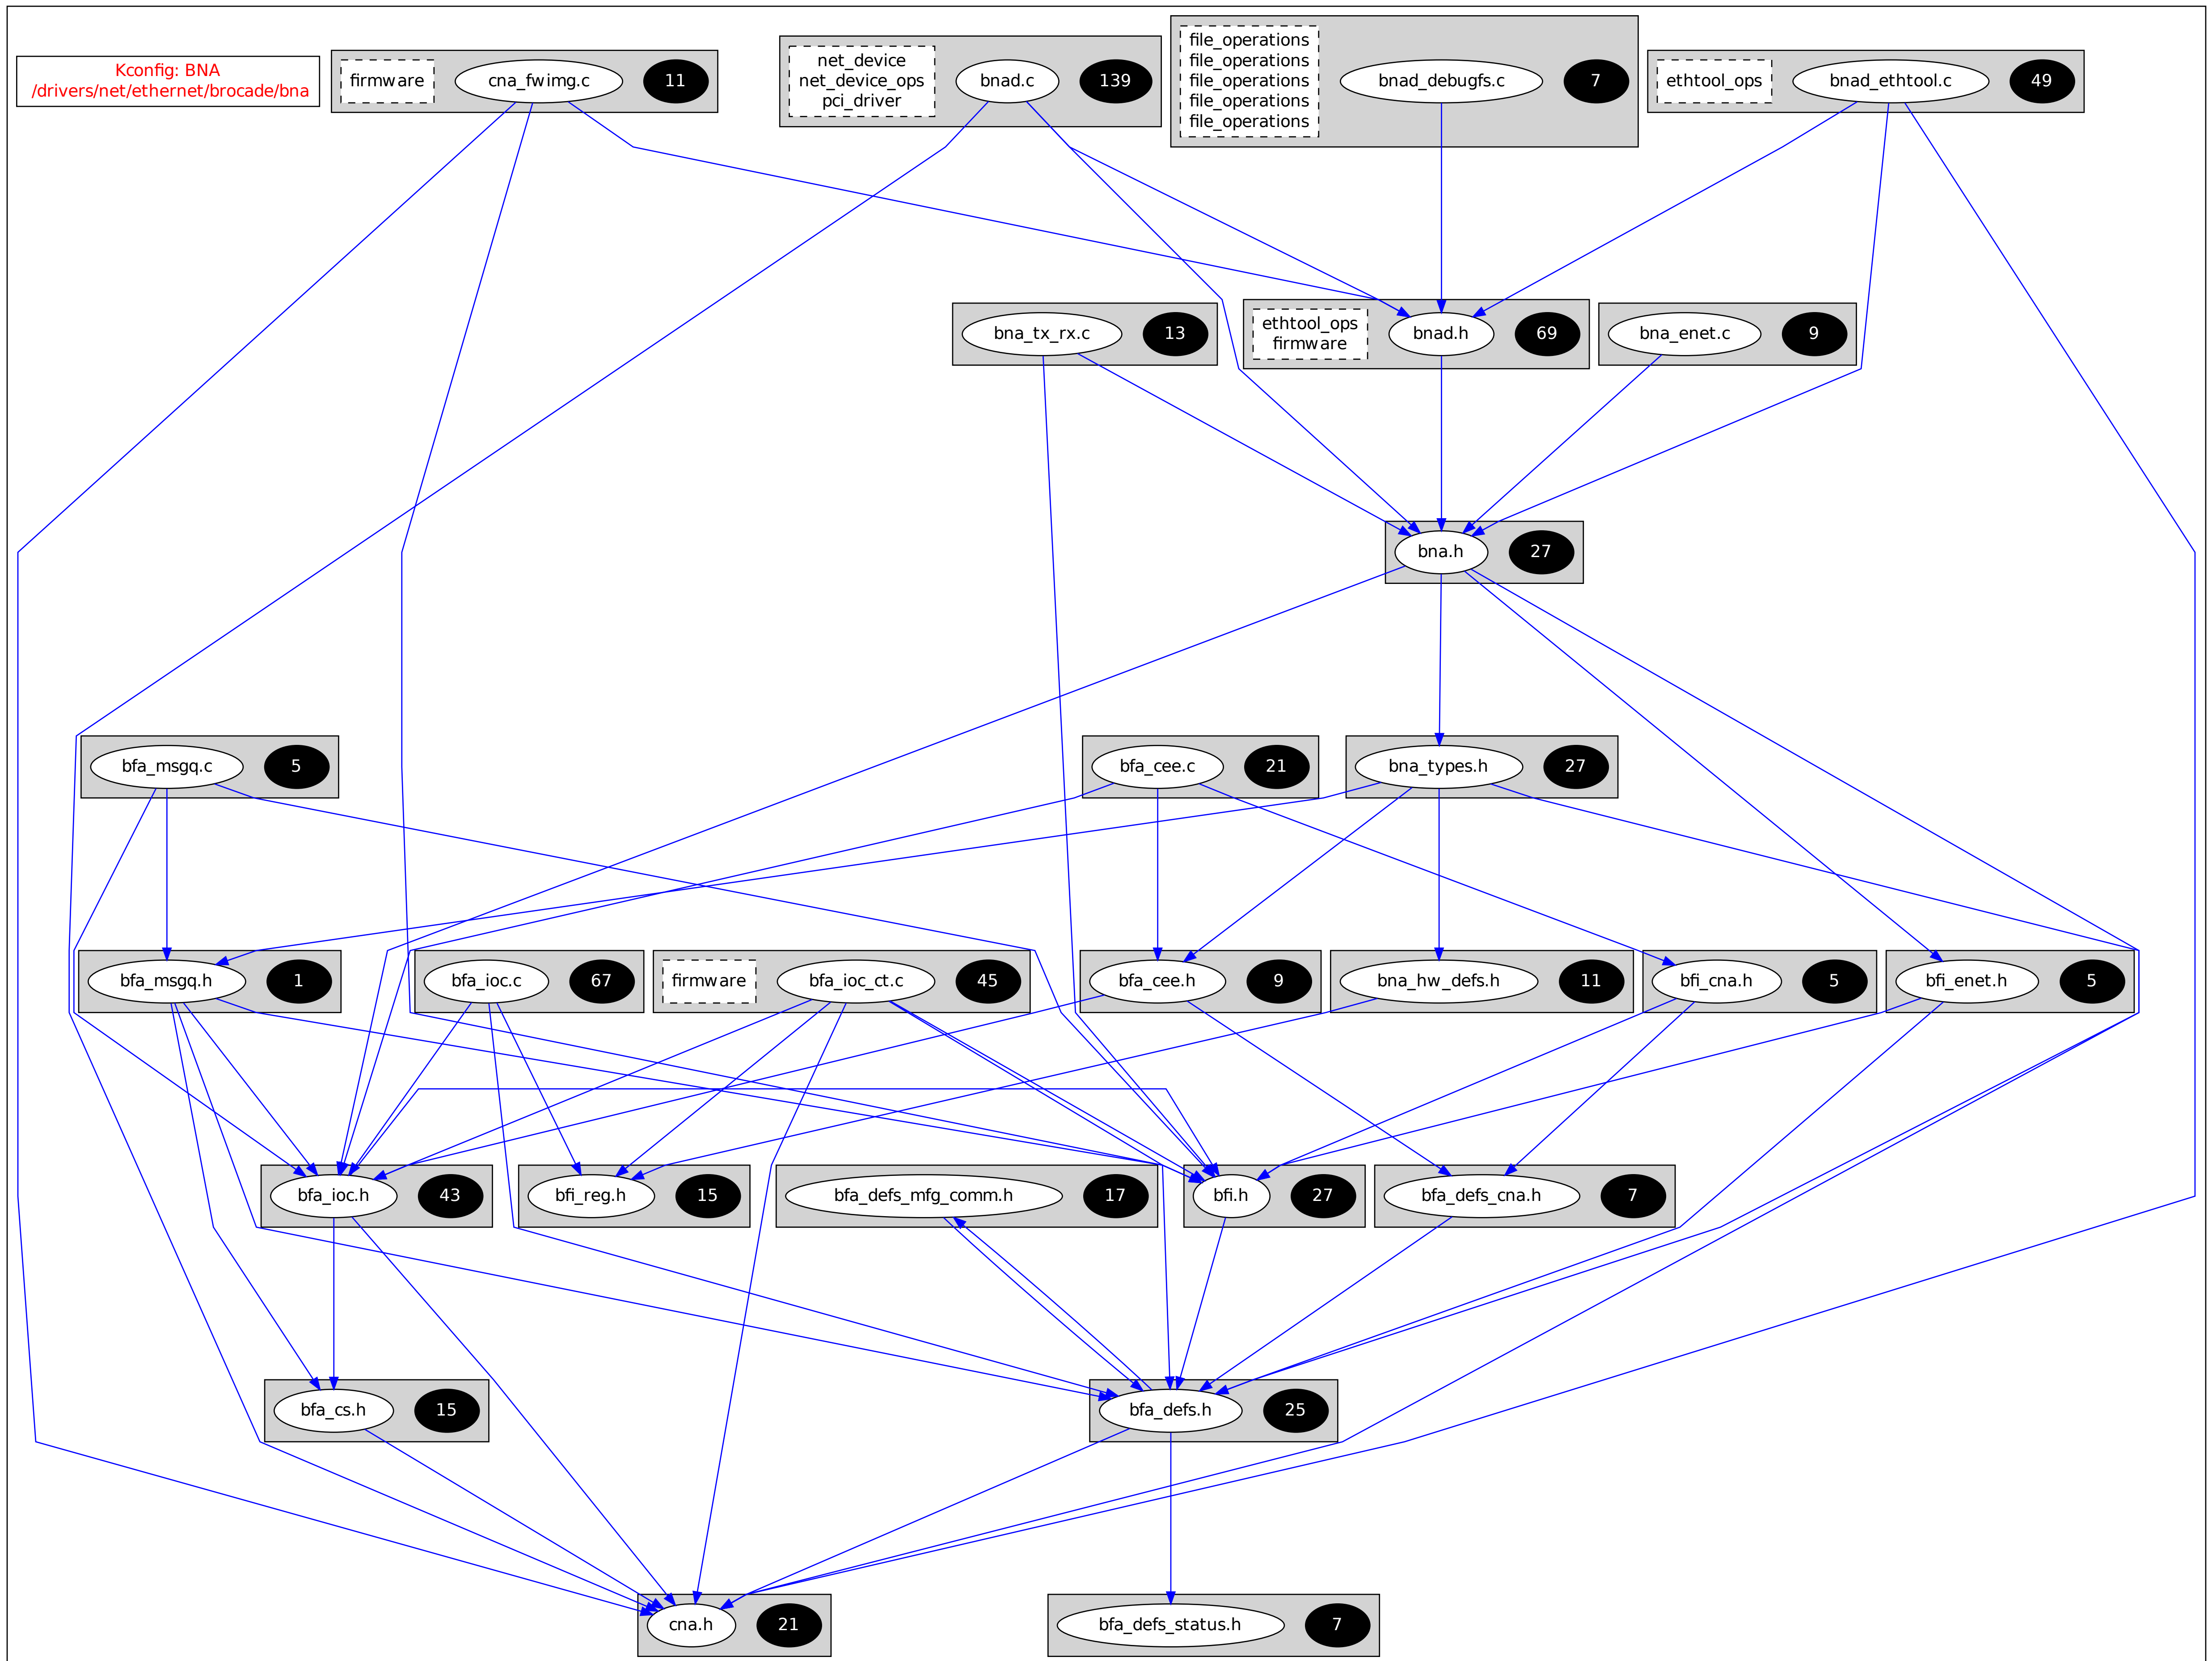 Kconfig: BNA
/drivers/net/ethernet/brocade/bna
firmware
cna_fwimg.c
11
net_device
net_device_ops
pci_driver
bnad.c
139
file_operations
file_operations
file_operations
file_operations
file_operations
bnad_debugfs.c
7
ethtool_ops
bnad_ethtool.c
49
bna_tx_rx.c
13
ethtool_ops
firmware
bnad.h
69
bna_enet.c
9
bna.h
27
bfa_msgq.c
5
bfa_cee.c
21
bna_types.h
27
bfa_msgq.h
1
bfa_ioc.c
67
firmware
bfa_ioc_ct.c
45
bfa_cee.h
9
bna_hw_defs.h
11
bfi_cna.h
5
bfi_enet.h
5
bfa_ioc.h
43
bfi_reg.h
15
bfa_defs_mfg_comm.h
17
bfi.h
27
bfa_defs_cna.h
7
bfa_cs.h
15
bfa_defs.h
25
cna.h
21
bfa_defs_status.h
7